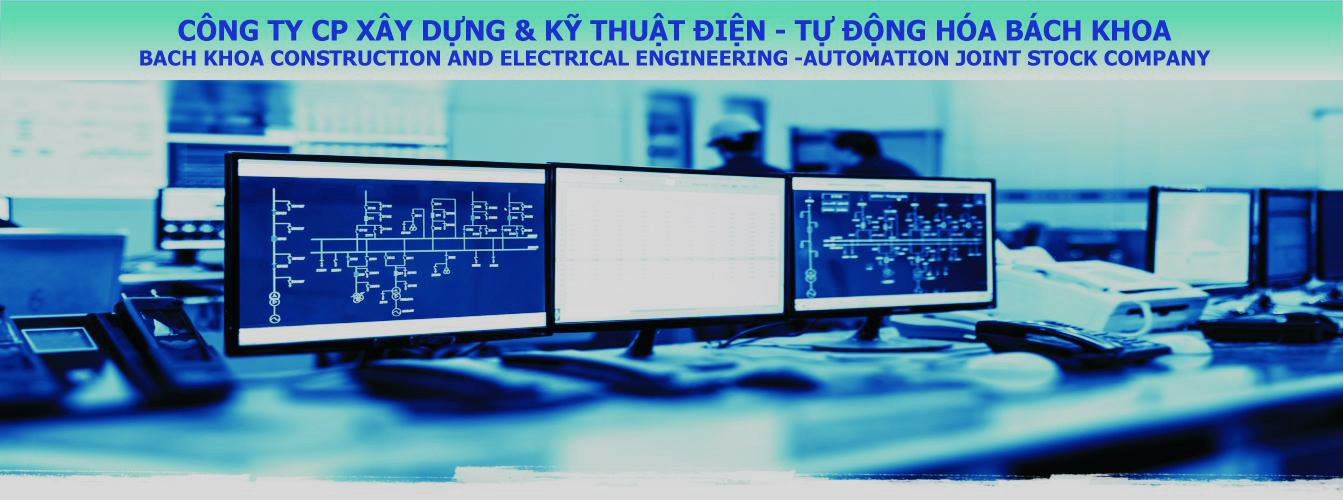 CÔNG TY CP XÂY DỰNG & KỸ THUẬT ĐIỆN - TỰ ĐỘNG HÓA BÁCH KHOA
BACH KHOA CONSTRUCTION AND ELECTRICAL ENGINEERING -AUTOMATION JOINT STOCK COMPANY